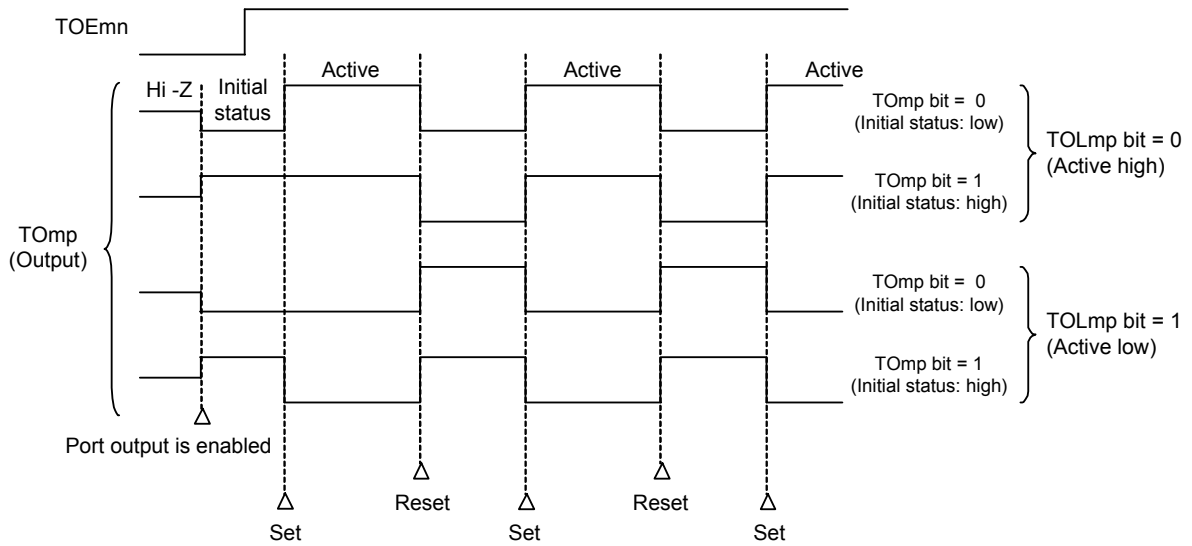 TOEmn
Active
Active
Active
Hi -Z
Initial
status
TOmp bit = 0
(Initial status: low)
TOLmp bit = 0
(Active high)
TOmp bit = 1
(Initial status: high)
TOmp
(Output)
TOmp bit = 0
(Initial status: low)
TOLmp bit = 1
(Active low)
TOmp bit = 1
(Initial status: high)
Port output is enabled
Reset
Reset
Set
Set
Set